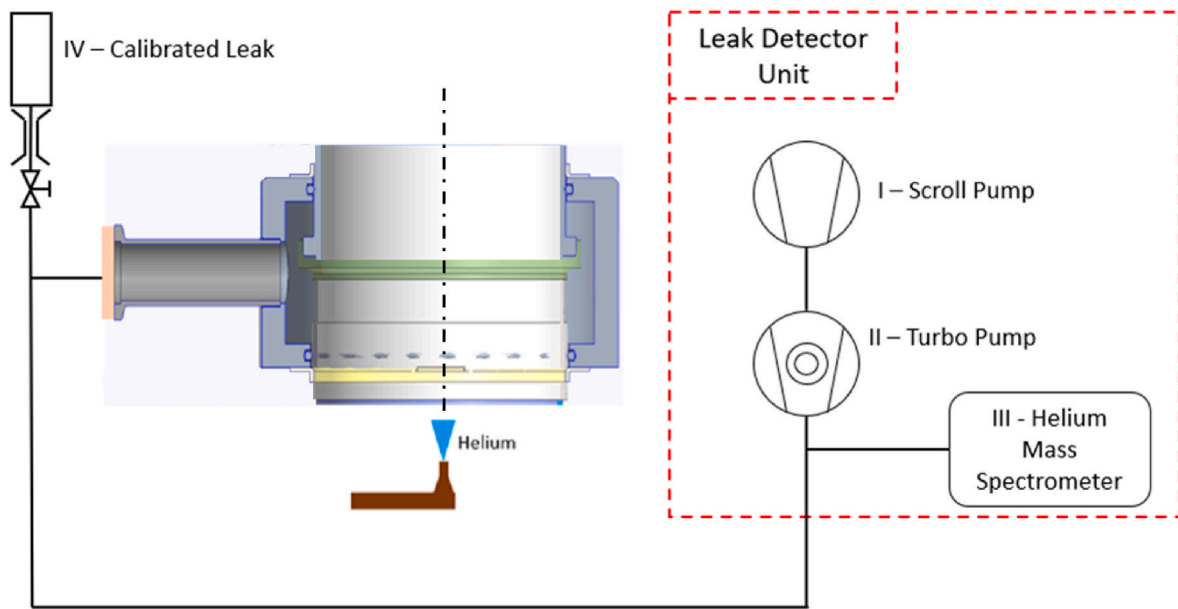 IV – Calibrated Leak
Leak Detector
Unit
I – Scroll Pump
II – Turbo Pump
III - Helium
Mass
Spectrometer
Helium